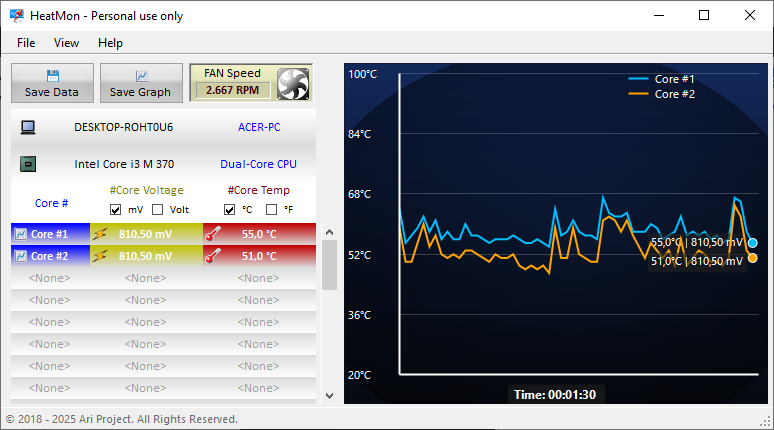 HeatMon - Personal use only
File View Help
Save Data
Save Graph
FAN Speed
2.667 RPM
DESKTOP-ROHT0U6 ACER-PC
Intel Core i3 M 370 Dual-Core CPU
Core #
#Core Voltage
#Core Temp
mV Volt °C °F
Core #1 810,50 mV 55,0 °C
Core #2 810,50 mV 51,0 °C
<None> <None> <None>
<None> <None> <None>
<None> <None> <None>
<None> <None> <None>
<None> <None> <None>
<None> <None> <None>
100°C
84°C
68°C
52°C
36°C
20°C
Core #1
Core #2
55,0°C | 810,50 mV
51,0°C | 810,50 mV
Time: 00:01:30
© 2018 - 2025 Ari Project. All Rights Reserved.